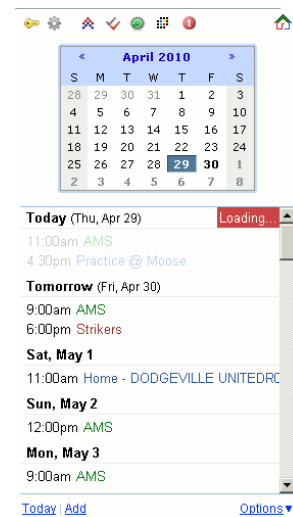 « April 2010 »
S M T W T F S
28 29 30 31 1 2 3
4 5 6 7 8 9 10
11 12 13 14 15 16 17
18 19 20 21 22 23 24
25 26 27 28 29 30 1
2 3 4 5 6 7 8
Today (Thu, Apr 29) Loading...
11:00am AMS
4:30pm Practice @ Moose
Tomorrow (Fri, Apr 30)
9:00am AMS
6:00pm Strikers
Sat, May 1
11:00am Home - DODGEVILLE UNITEDRC
Sun, May 2
12:00pm AMS
Mon, May 3
9:00am AMS
Today | Add Options▼